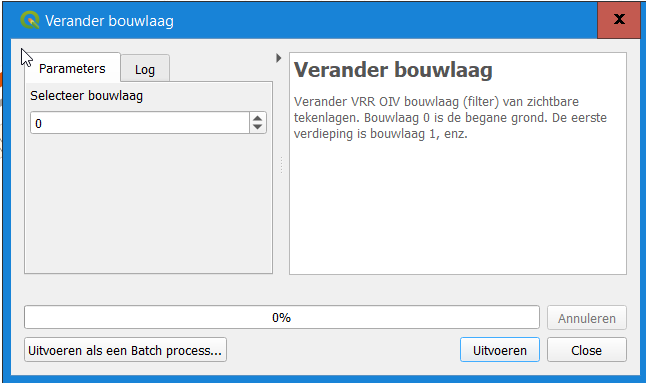 Verander bouwlaag
x
Parameters
Log
Selecteer bouwlaag
0
Verander bouwlaag
Verander VRR OIV bouwlaag (filter) van zichtbare
tekenlagen. Bouwlaag 0 is de begane grond. De eerste
verdieping is bouwlaag 1, enz.
0%
Annuleren
Uitvoeren als een Batch process...
Uitvoeren
Close